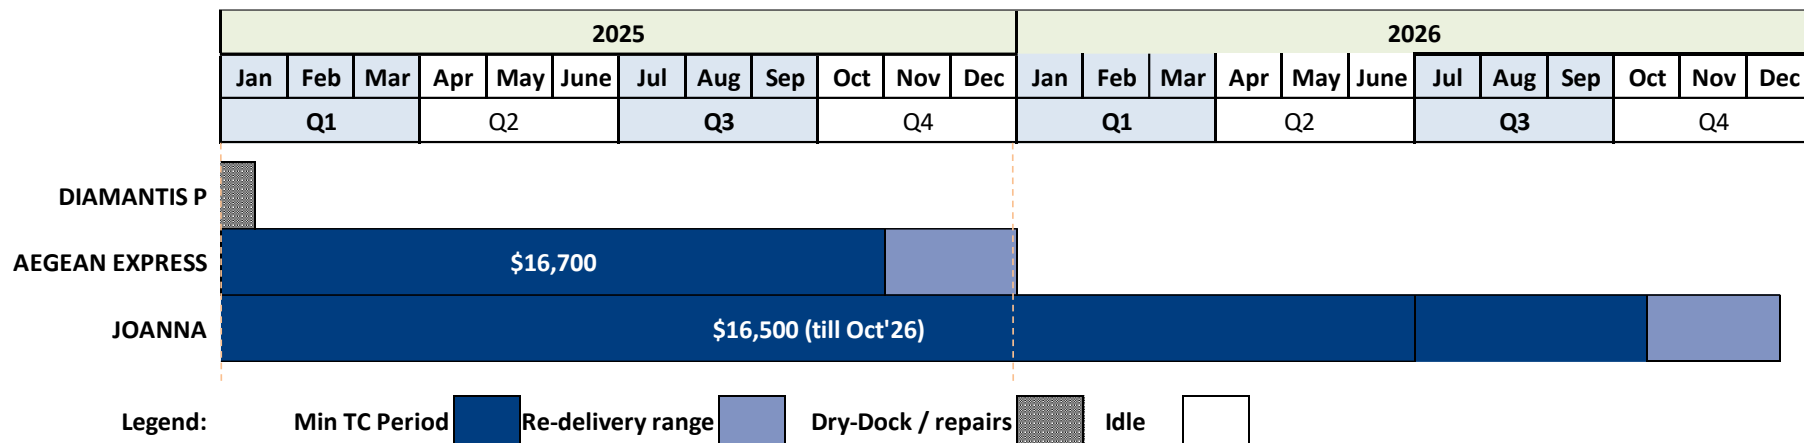 2025 2026
Jan Feb Mar Apr May June Jul Aug Sep Oct Nov Dec Jan Feb Mar Apr May June Jul Aug Sep Oct Nov Dec
Q1 Q2 Q3 Q4 Q1 Q2 Q3 Q4
DIAMANTIS P
AEGEAN EXPRESS $16,700
JOANNA $16,500 (till Oct'26)
Legend: Min TC Period Re-delivery range Dry-Dock / repairs Idle